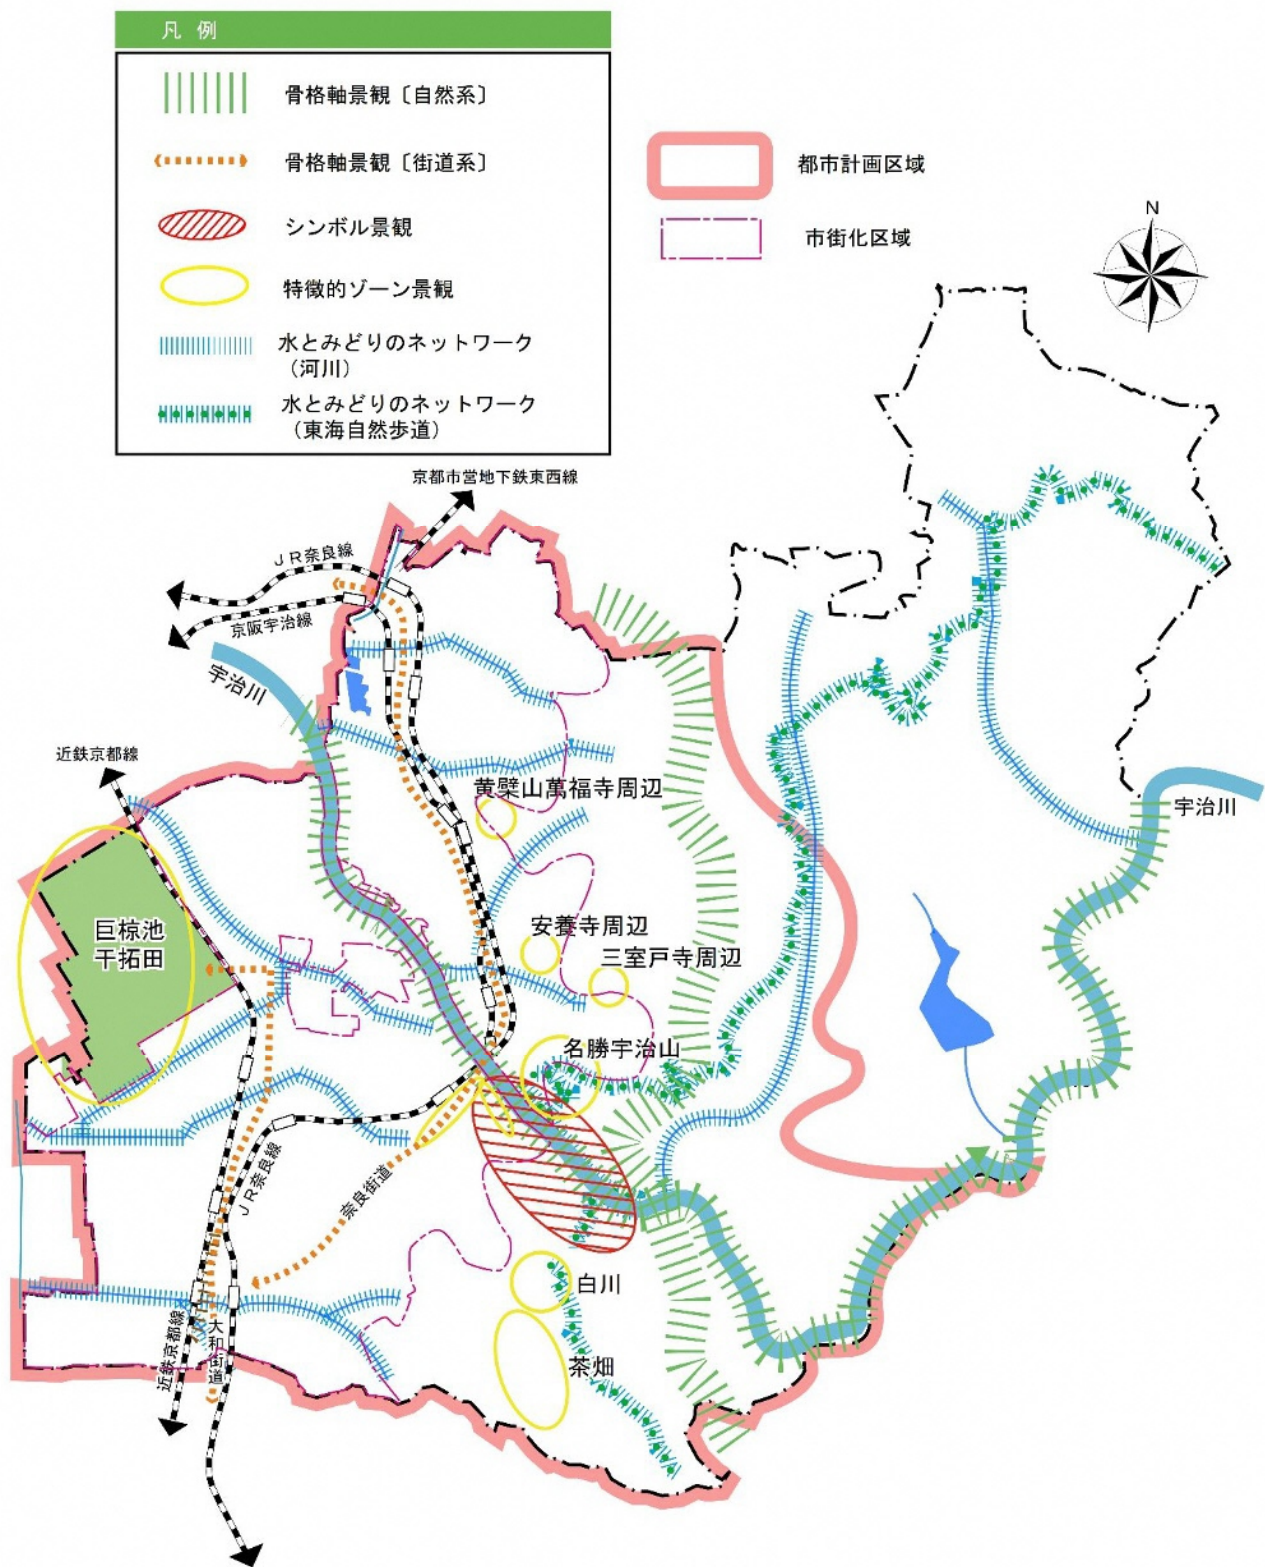 凡 例
骨格軸景観〔自然系〕
骨格軸景観〔街道系〕
シンボル景観
特徴的ゾーン景観
水とみどりのネットワーク
(河川)
水とみどりのネットワーク
(東海自然歩道)
都市計画区域
市街化区域
N
京都市営地下鉄東西線
JR奈良線
京阪宇治線
宇治川
近鉄京都線
黄檗山萬福寺周辺
宇治川
巨椋池
干拓田
安養寺周辺
三室戸寺周辺
名勝宇治山
JR奈良線
奈良街道
白川
茶畑
近鉄京都線
大和街道